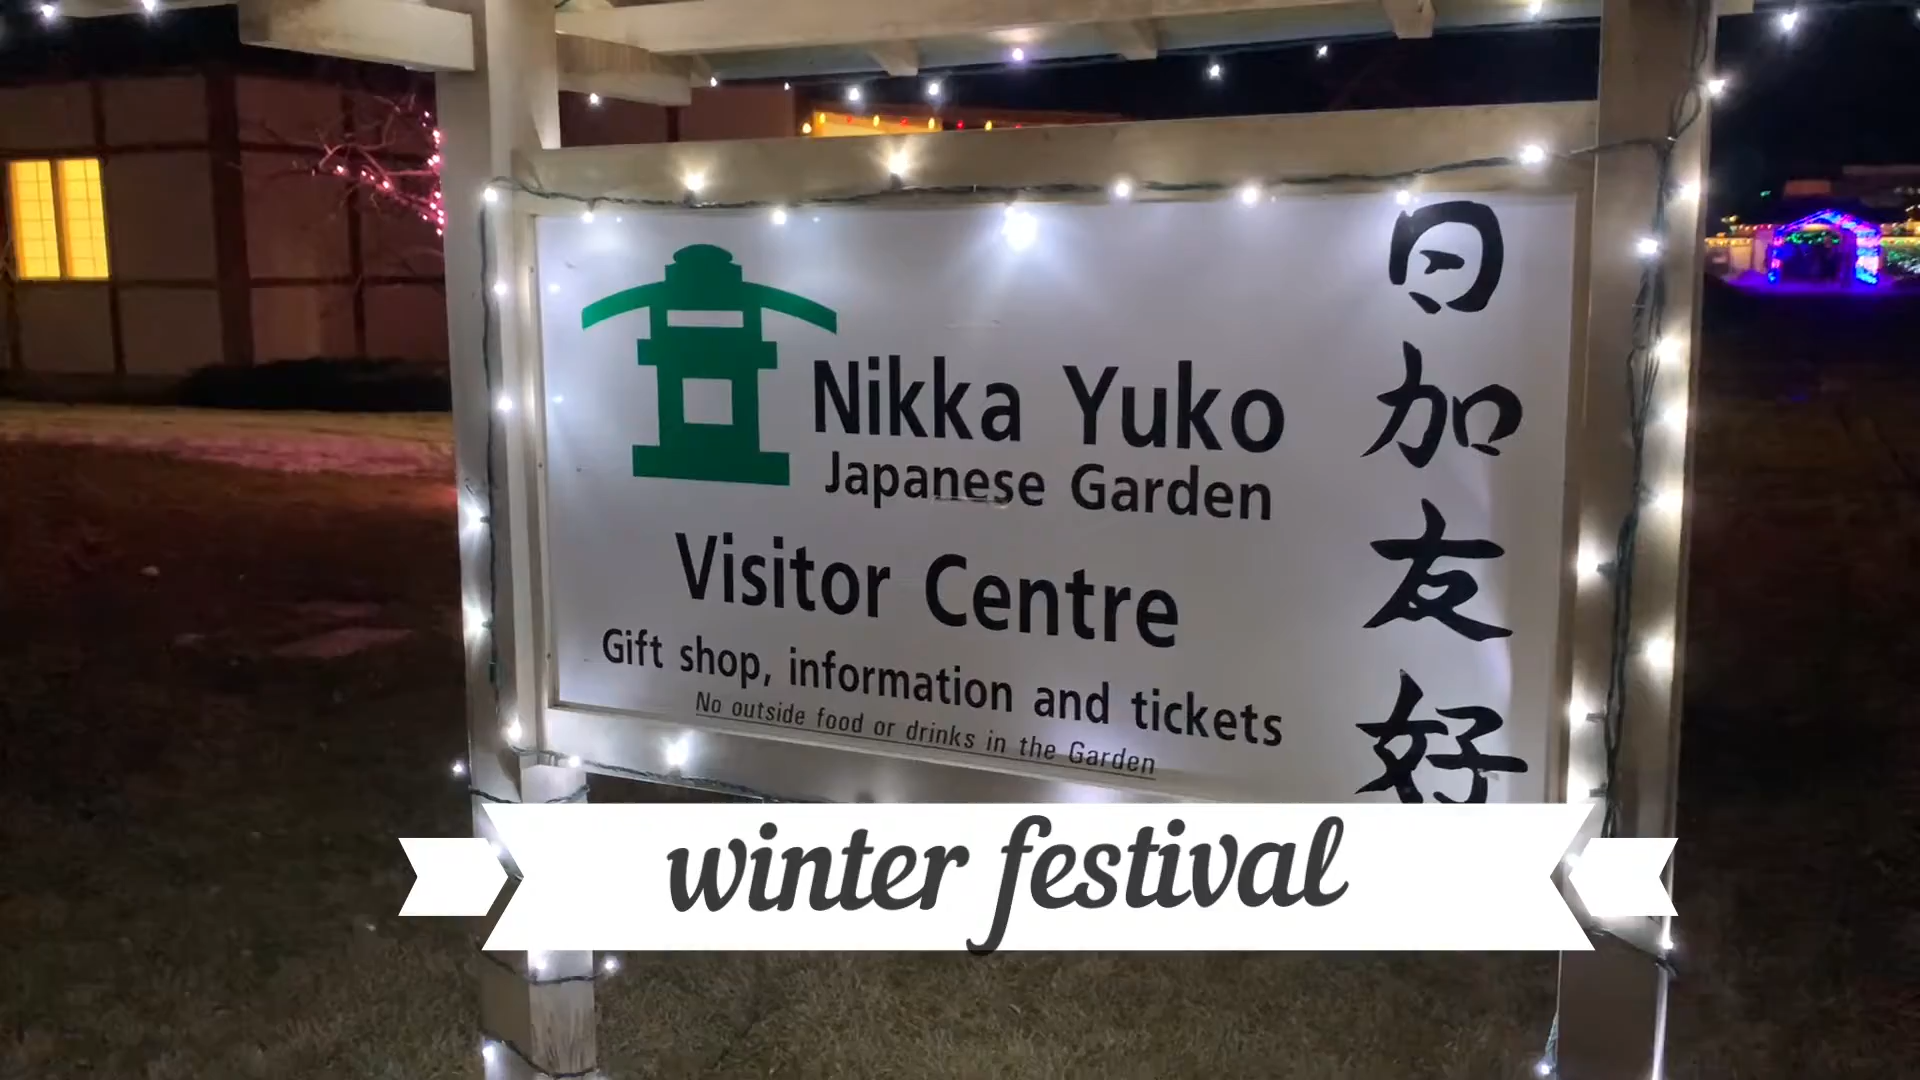 Nikka Yuko
Japanese Garden
Visitor Centre
Gift shop, information and tickets
No outside food or drinks in the Garden
日加友好
winter festival